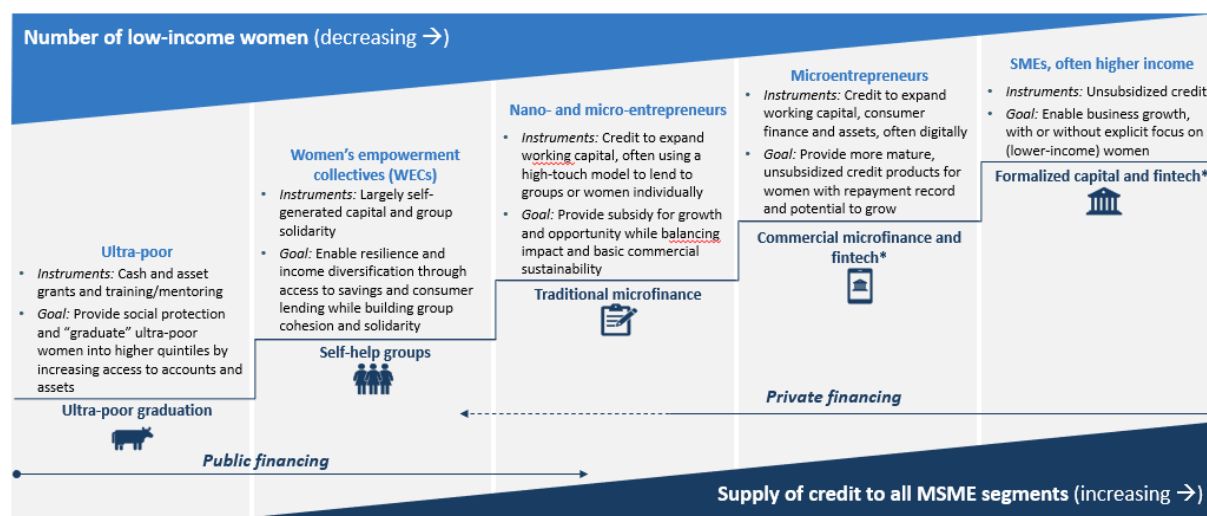 Number of low-income women (decreasing →)
Ultra-poor
• Instruments: Cash and asset
grants and training/mentoring
• Goal: Provide social protection
and “graduate” ultra-poor
women into higher quintiles by
increasing access to accounts and
assets
Ultra-poor graduation
Women’s empowerment
collectives (WECs)
• Instruments: Largely self-
generated capital and group
solidarity
• Goal: Enable resilience and
income diversification through
access to savings and consumer
lending while building group
cohesion and solidarity
Self-help groups
Nano- and micro-entrepreneurs
• Instruments: Credit to expand
working capital, often using a
high-touch model to lend to
groups or women individually
• Goal: Provide subsidy for growth
and opportunity while balancing
impact and basic commercial
sustainability
Traditional microfinance
Microentrepreneurs
• Instruments: Credit to expand
working capital, consumer
finance and assets, often digitally
• Goal: Provide more mature,
unsubsidized credit products for
women with repayment record
and potential to grow
Commercial microfinance and
fintech*
SMEs, often higher income
• Instruments: Unsubsidized credit
• Goal: Enable business growth,
with or without explicit focus on
(lower-income) women
Formalized capital and fintech*
Private financing
Public financing
Supply of credit to all MSME segments (increasing →)